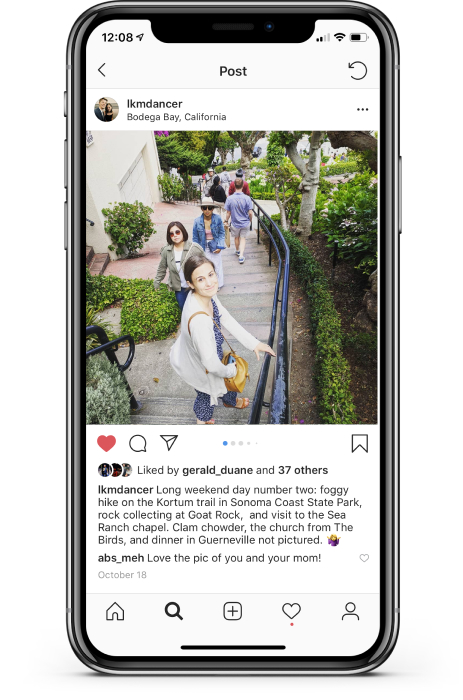 12:08
Post
lkmdancer
Bodega Bay, California
Liked by gerald_duane and 37 others
lkmdancer Long weekend day number two: foggy
hike on the Kortum trail in Sonoma Coast State Park,
rock collecting at Goat Rock, and visit to the Sea
Ranch chapel. Clam chowder, the church from The
Birds, and dinner in Guerneville not pictured. 🤷‍♀️
abs_meh Love the pic of you and your mom!
October 18